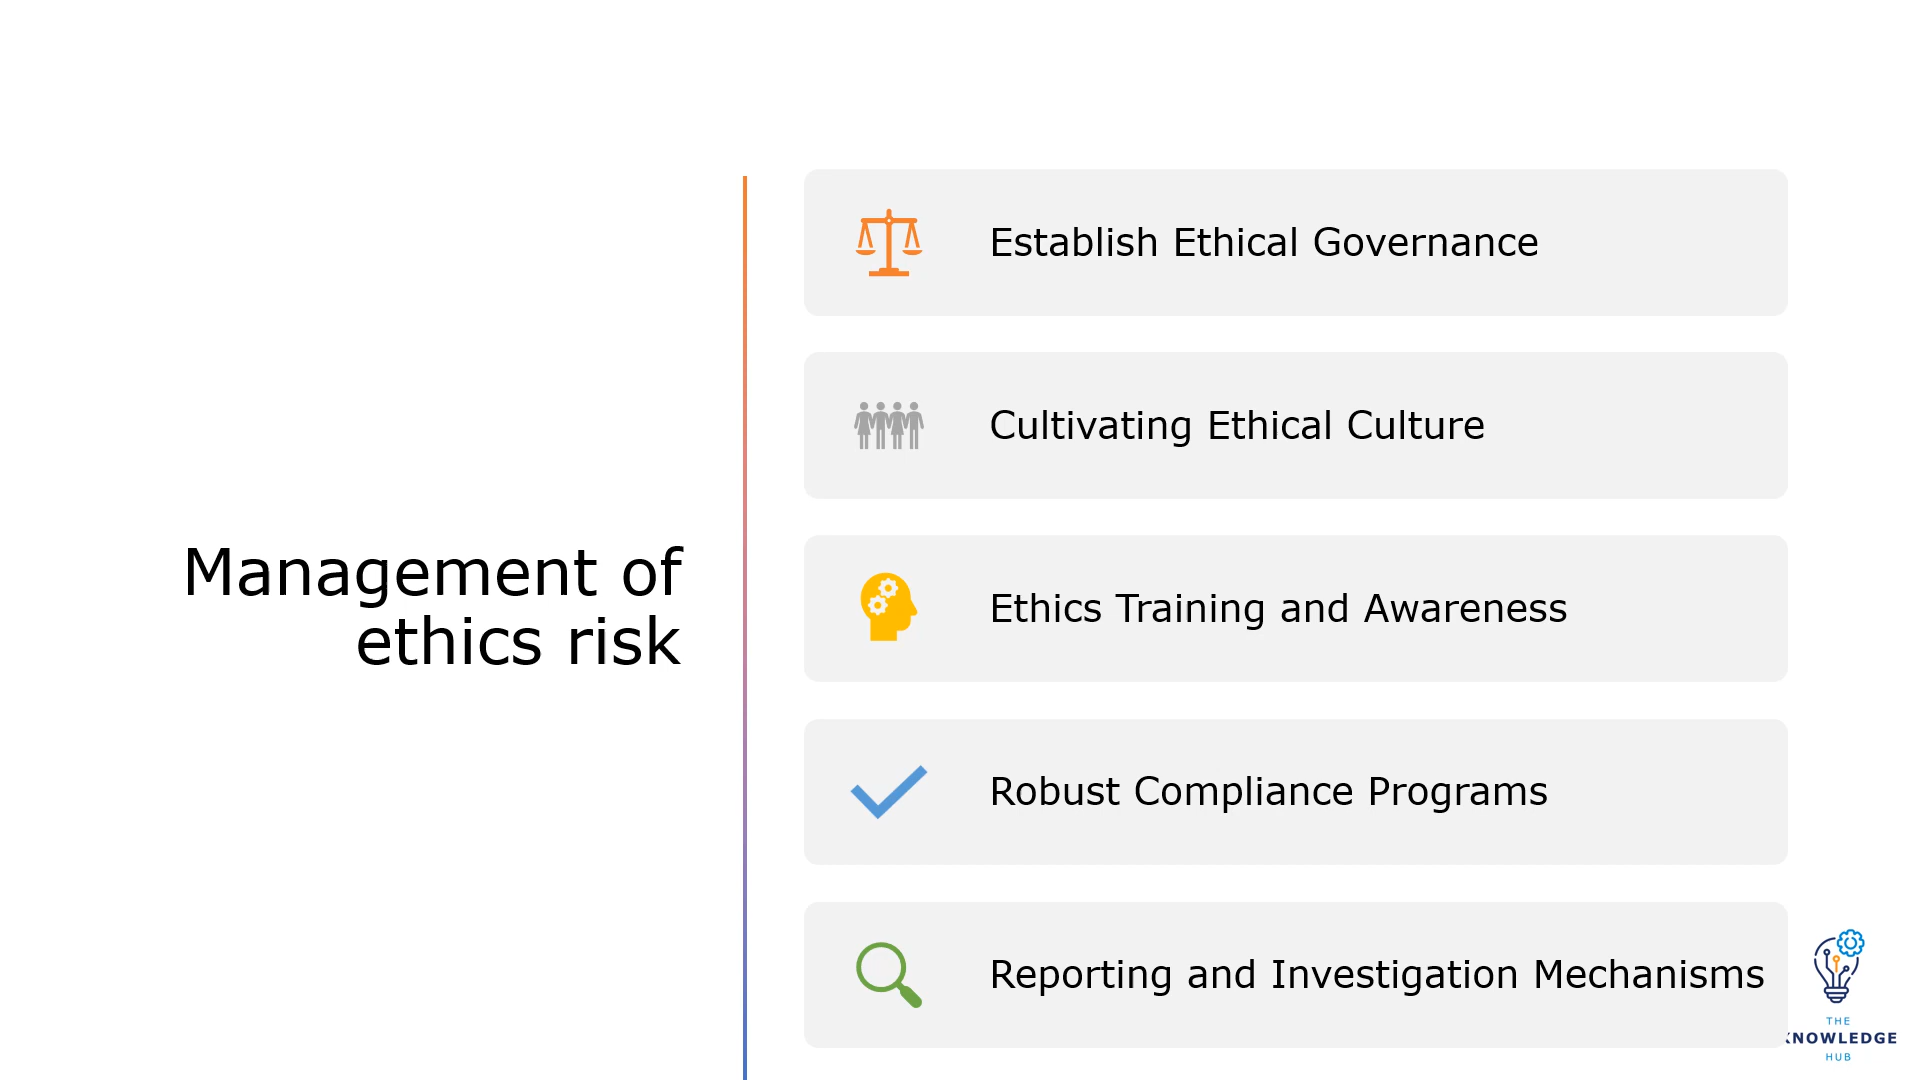 Management of
ethics risk
Establish Ethical Governance
Cultivating Ethical Culture
Ethics Training and Awareness
Robust Compliance Programs
Reporting and Investigation Mechanisms
THE
KNOWLEDGE
HUB